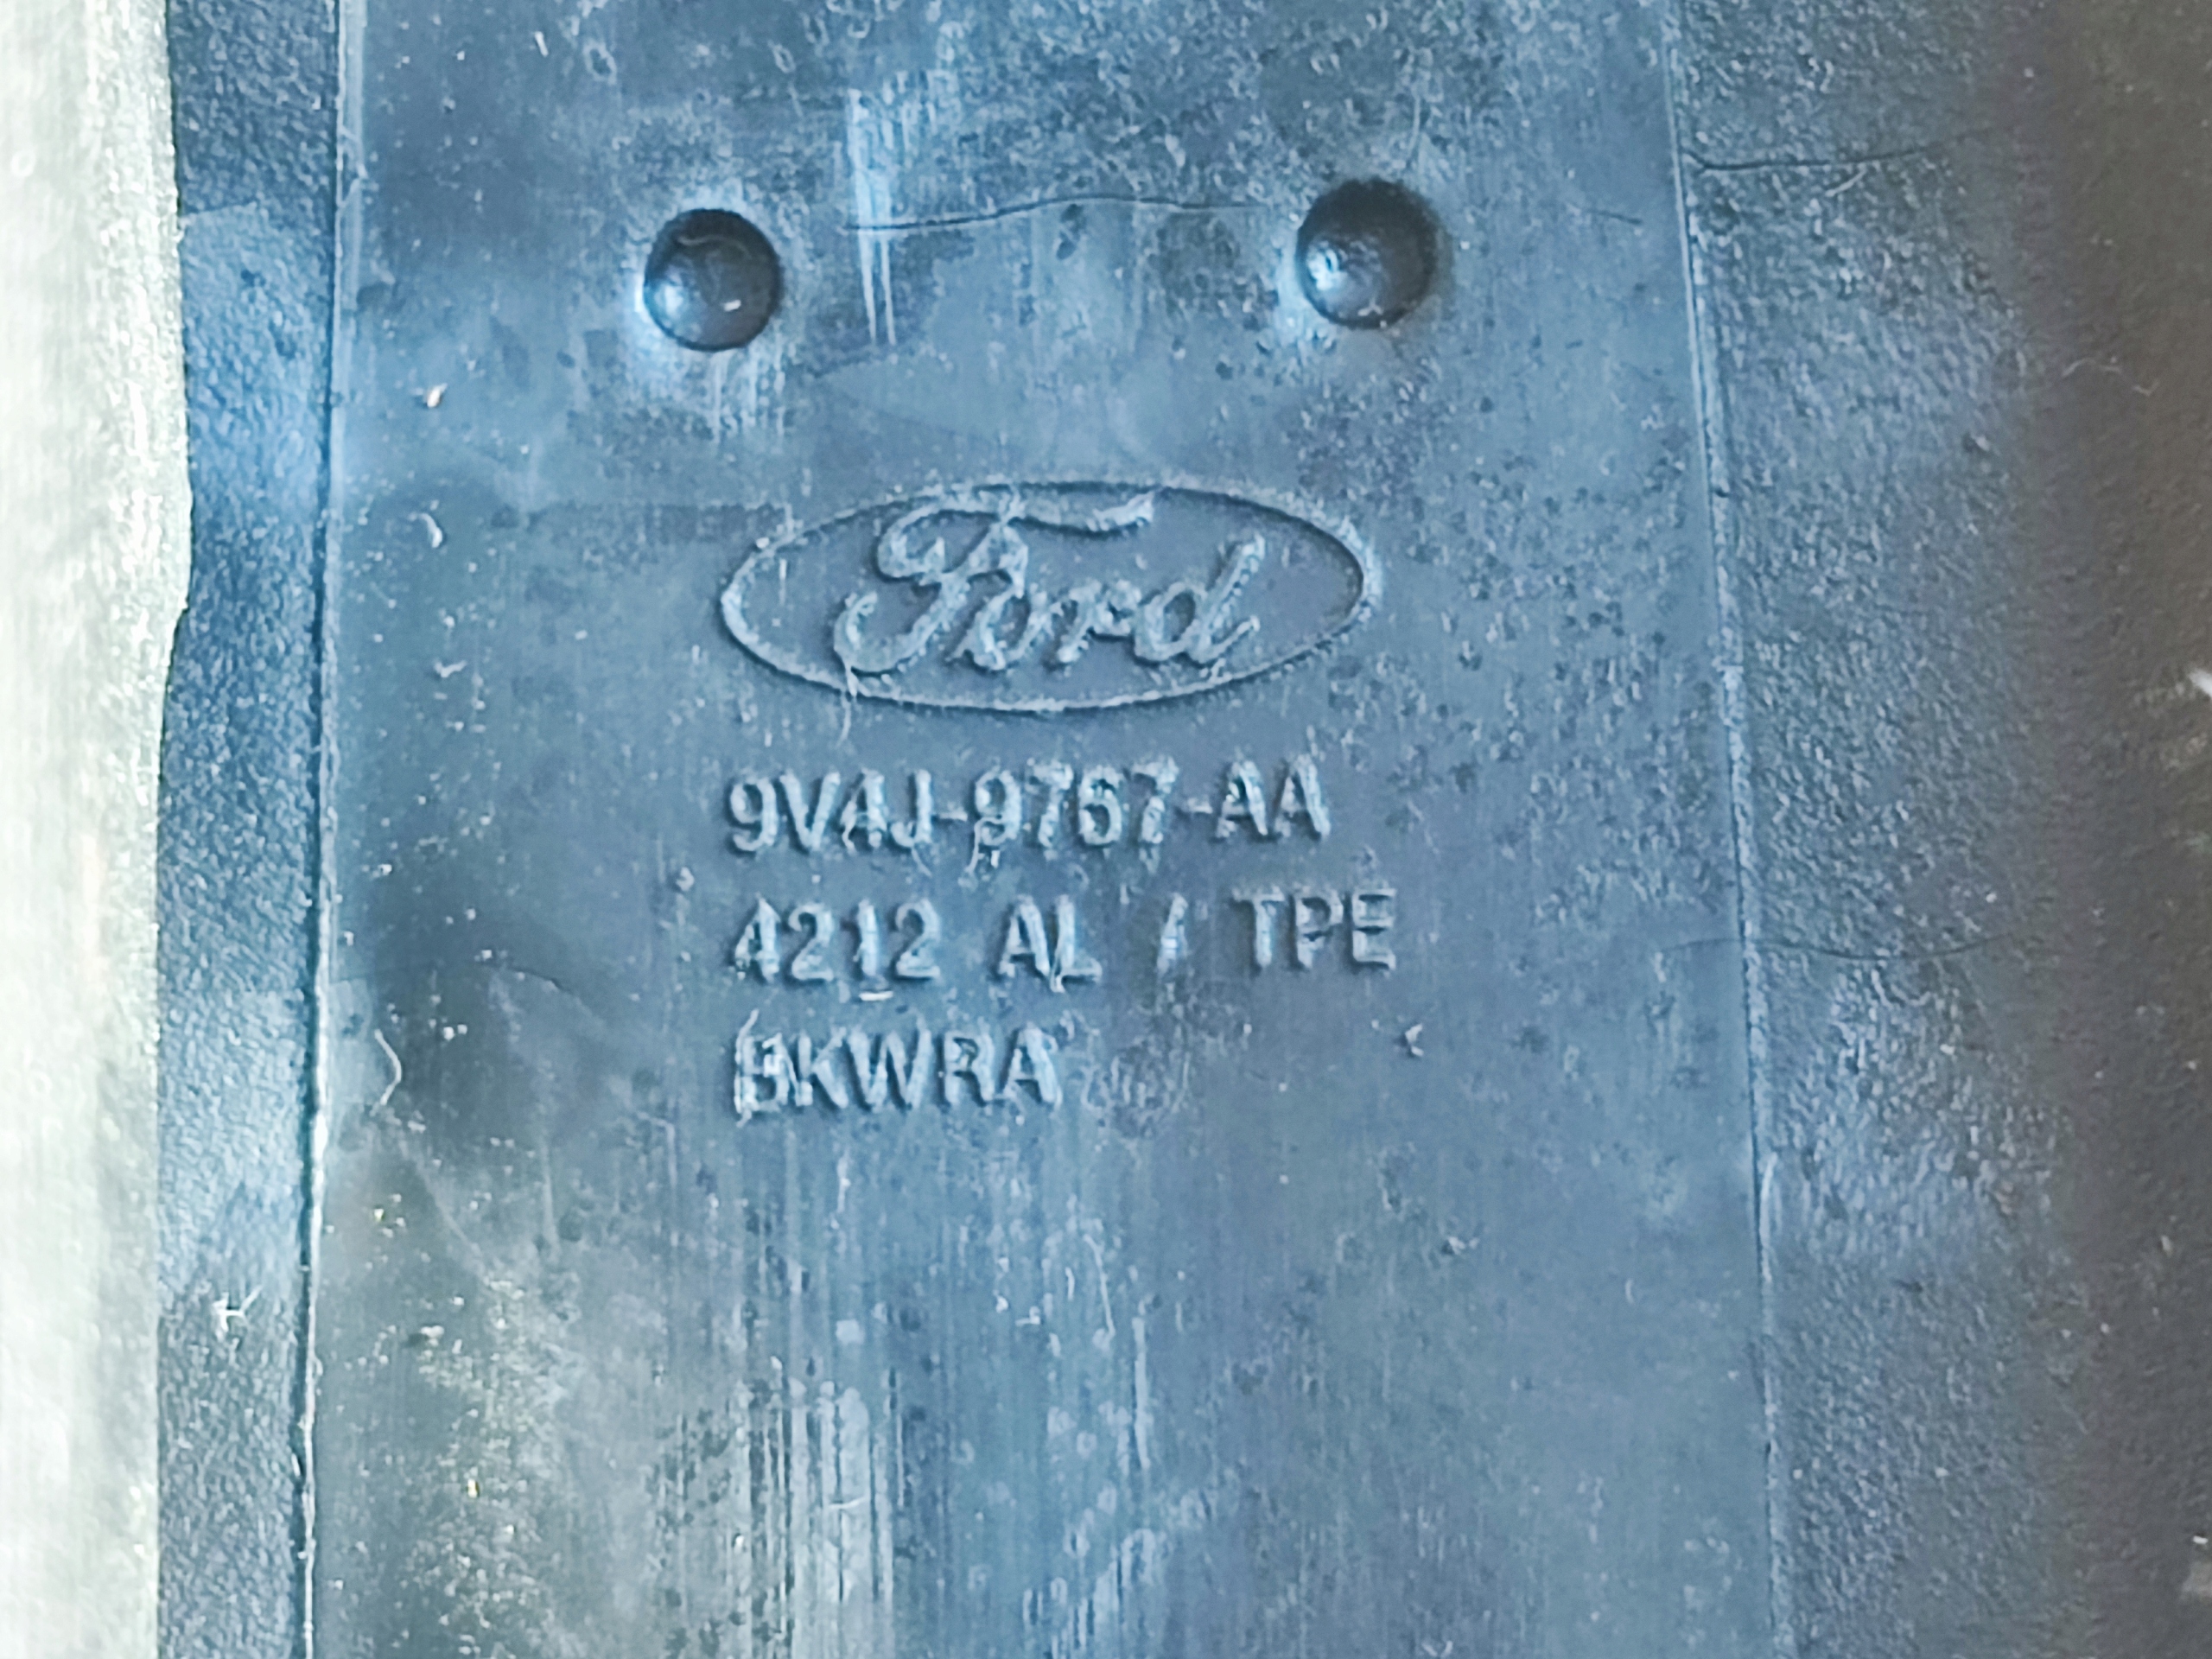 Ford
9V4J-9767-AA
4212 AL / TPE
BKWRA